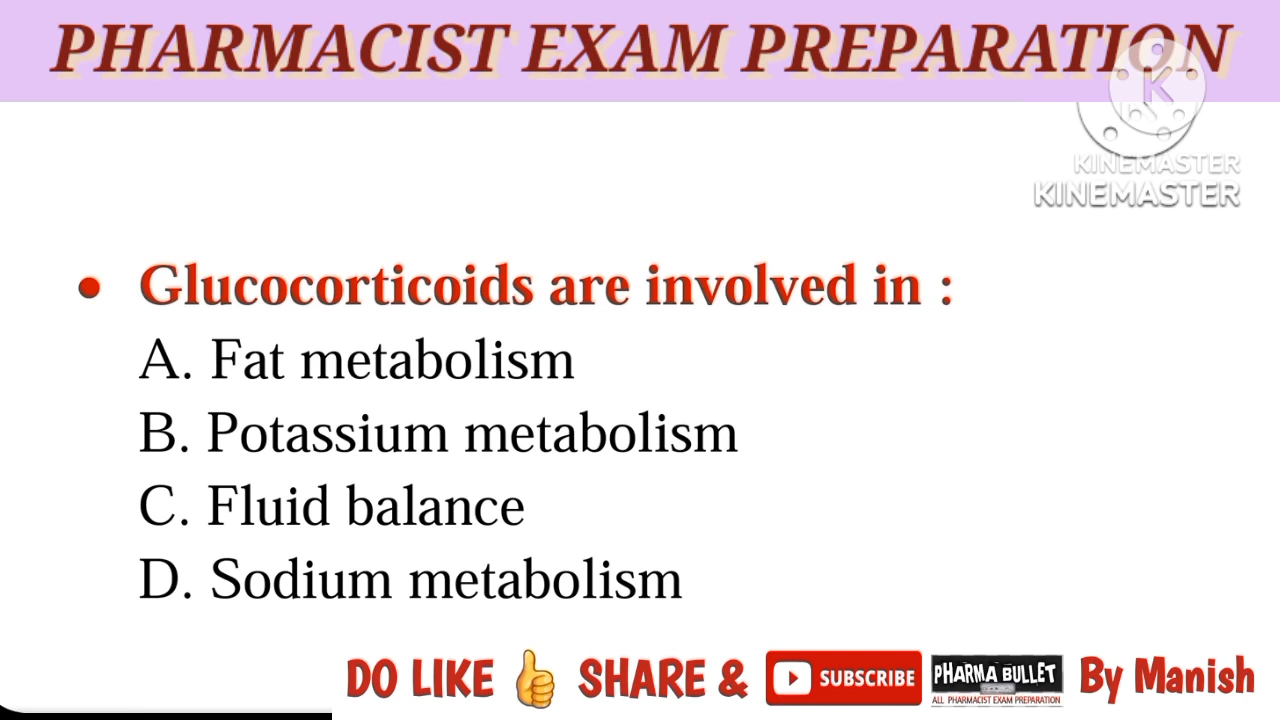 PHARMACIST EXAM PREPARATION
K
K
KINEMASTER
KINEMASTER
• Glucocorticoids are involved in :
A. Fat metabolism
B. Potassium metabolism
C. Fluid balance
D. Sodium metabolism
DO LIKE 👍 SHARE & SUBSCRIBE PHARMA BULLET By Manish
ALL PHARMACIST EXAM PREPARATION